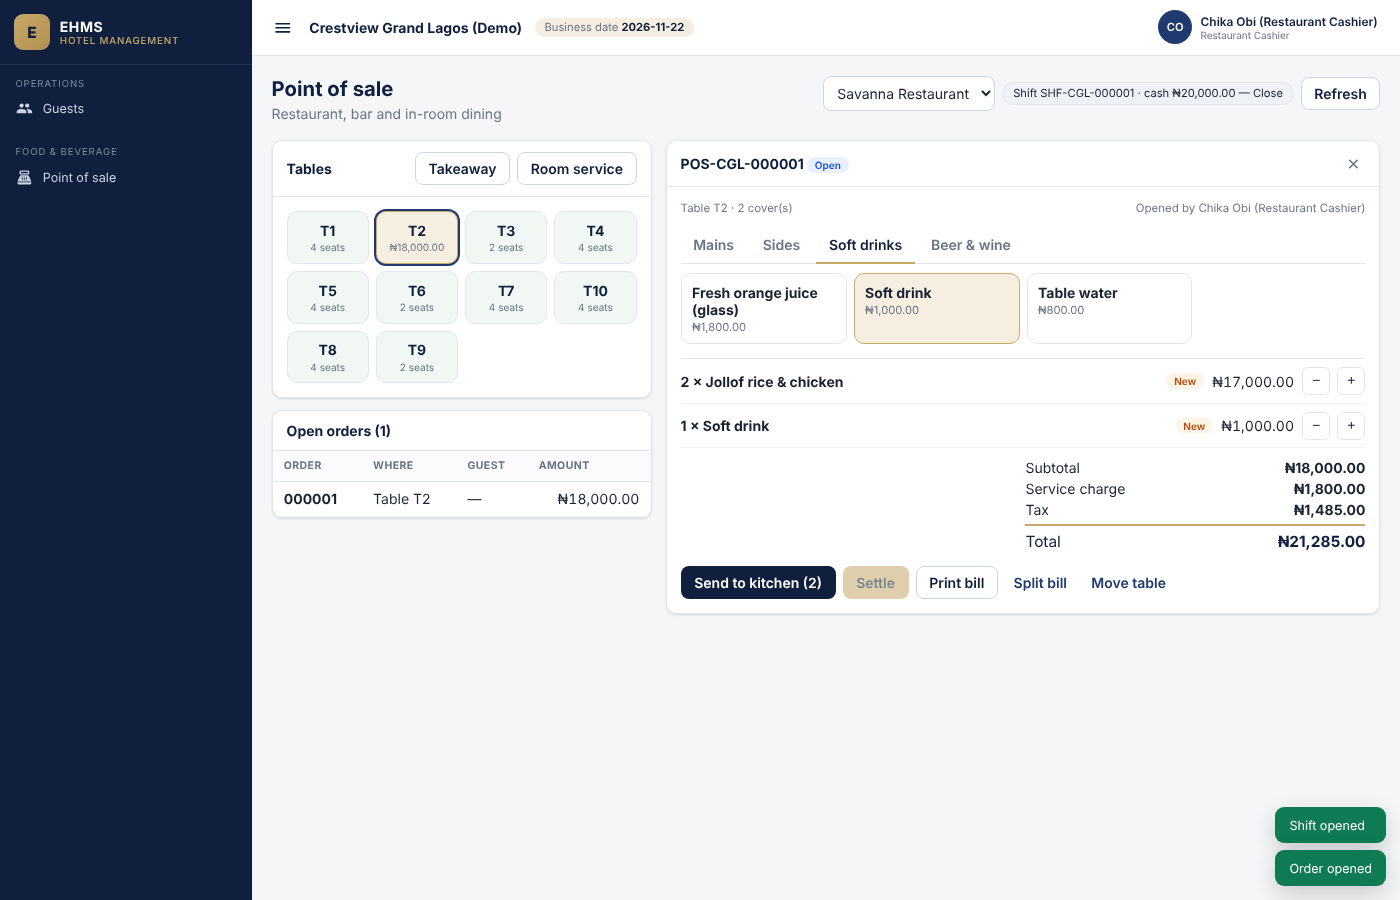 E
EHMS
HOTEL MANAGEMENT
OPERATIONS
Guests
FOOD & BEVERAGE
Point of sale
Crestview Grand Lagos (Demo)
Business date 2026-11-22
CO
Chika Obi (Restaurant Cashier)
Restaurant Cashier
Point of sale
Restaurant, bar and in-room dining
Savanna Restaurant
Shift SHF-CGL-000001 · cash ₦20,000.00 — Close
Refresh
Tables
Takeaway
Room service
T1
4 seats
T2
₦18,000.00
T3
2 seats
T4
4 seats
T5
4 seats
T6
2 seats
T7
4 seats
T10
4 seats
T8
4 seats
T9
2 seats
Open orders (1)
ORDER WHERE GUEST AMOUNT
000001 Table T2 — ₦18,000.00
POS-CGL-000001 Open ×
Table T2 · 2 cover(s)
Opened by Chika Obi (Restaurant Cashier)
Mains Sides Soft drinks Beer & wine
Fresh orange juice
(glass)
₦1,800.00
Soft drink
₦1,000.00
Table water
₦800.00
2 × Jollof rice & chicken New ₦17,000.00 − +
1 × Soft drink New ₦1,000.00 − +
Subtotal ₦18,000.00
Service charge ₦1,800.00
Tax ₦1,485.00
Total ₦21,285.00
Send to kitchen (2) Settle Print bill Split bill Move table
Shift opened
Order opened